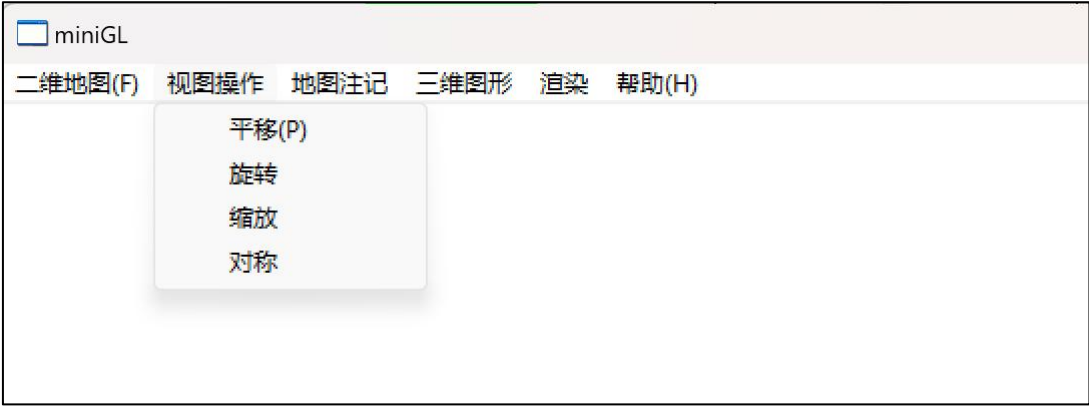 miniGL
二维地图(F) 视图操作 地图注记 三维图形 渲染 帮助(H)
平移(P)
旋转
缩放
对称